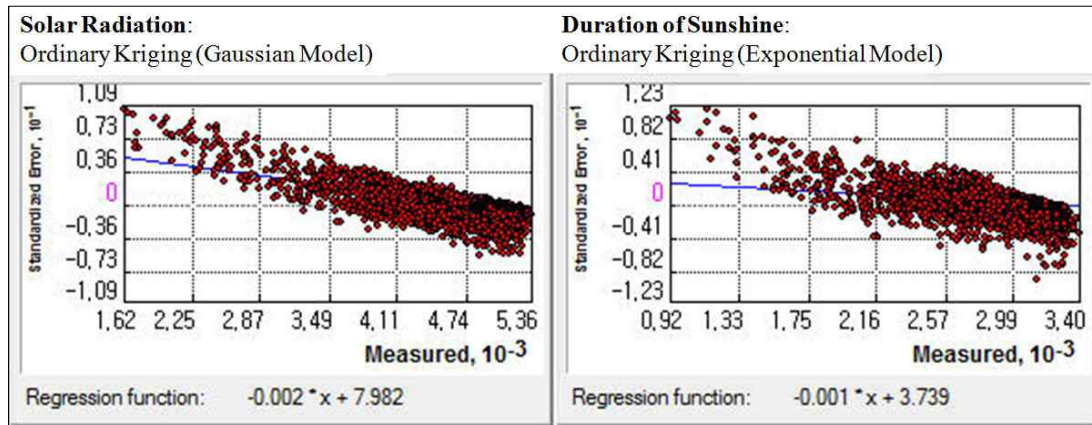 Solar Radiation:
Ordinary Kriging (Gaussian Model)
Standardized Error, 10⁻¹
1,09
0,73
0,36
0
-0,36
-0,73
-1,09
1,62 2,25 2,87 3,49 4,11 4,74 5,36
Measured, 10⁻³
Regression function: -0.002 * x + 7.982
Duration of Sunshine:
Ordinary Kriging (Exponential Model)
Standardized Error, 10⁻¹
1,23
0,82
0,41
0
-0,41
-0,82
-1,23
0,92 1,33 1,75 2,16 2,57 2,99 3,40
Measured, 10⁻³
Regression function: -0.001 * x + 3.739